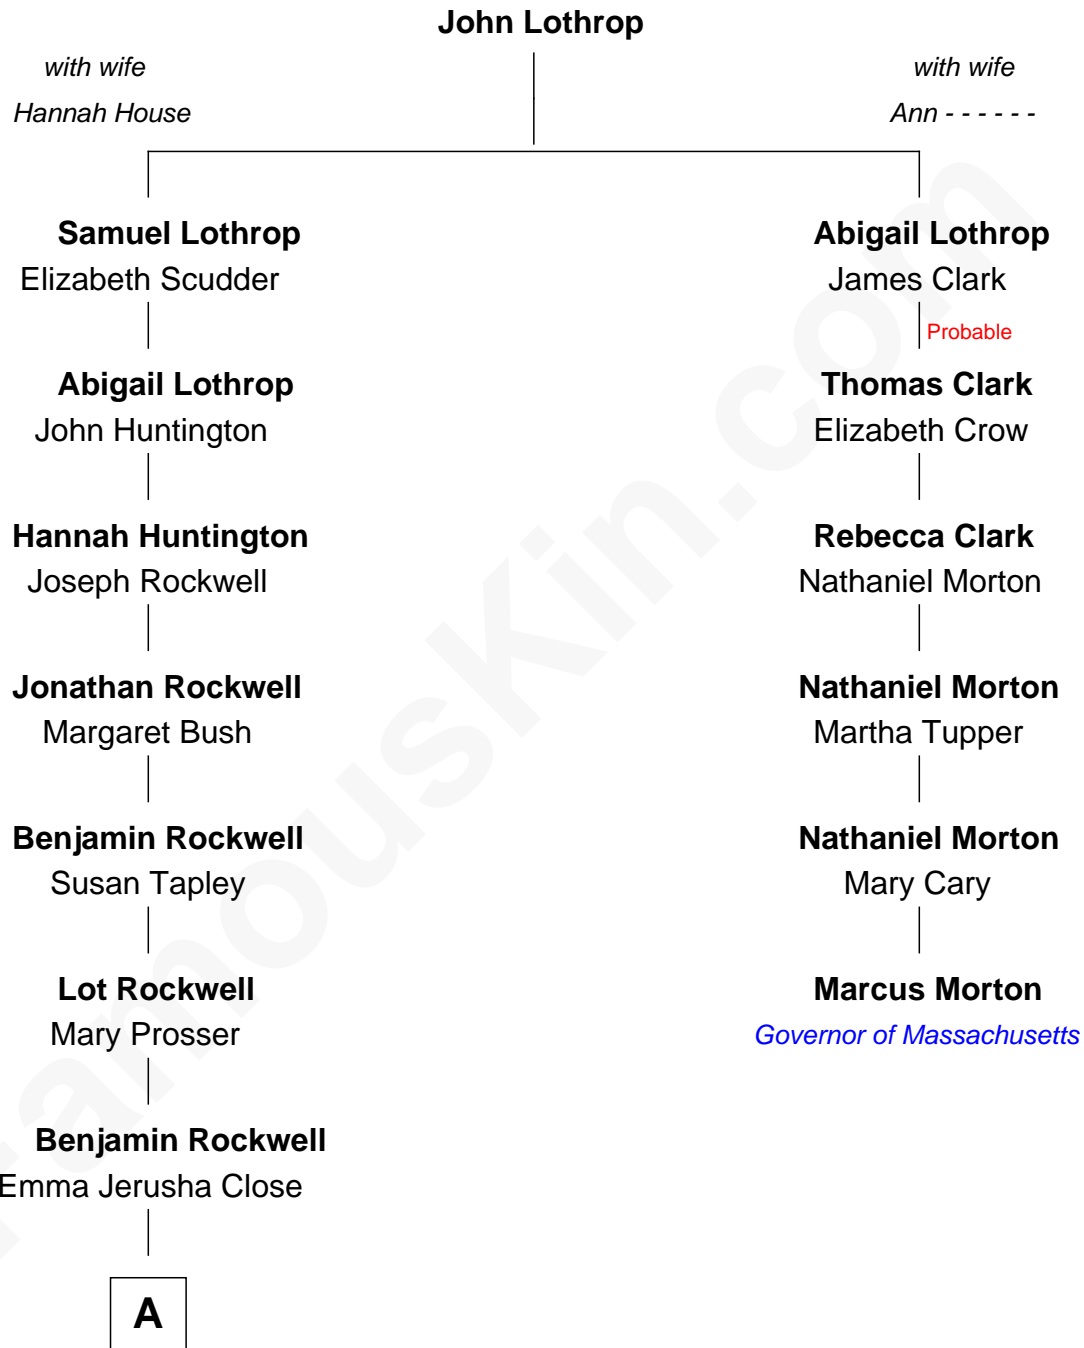 John Lothrop
with wife
Hannah House
with wife
Ann - - - - - -
Samuel Lothrop
Elizabeth Scudder
Abigail Lothrop
John Huntington
Hannah Huntington
Joseph Rockwell
Jonathan Rockwell
Margaret Bush
Benjamin Rockwell
Susan Tapley
Lot Rockwell
Mary Prosser
Benjamin Rockwell
Emma Jerusha Close
A
Abigail Lothrop
James Clark
Probable
Thomas Clark
Elizabeth Crow
Rebecca Clark
Nathaniel Morton
Nathaniel Morton
Martha Tupper
Nathaniel Morton
Mary Cary
Marcus Morton
Governor of Massachusetts
FamousKin.com